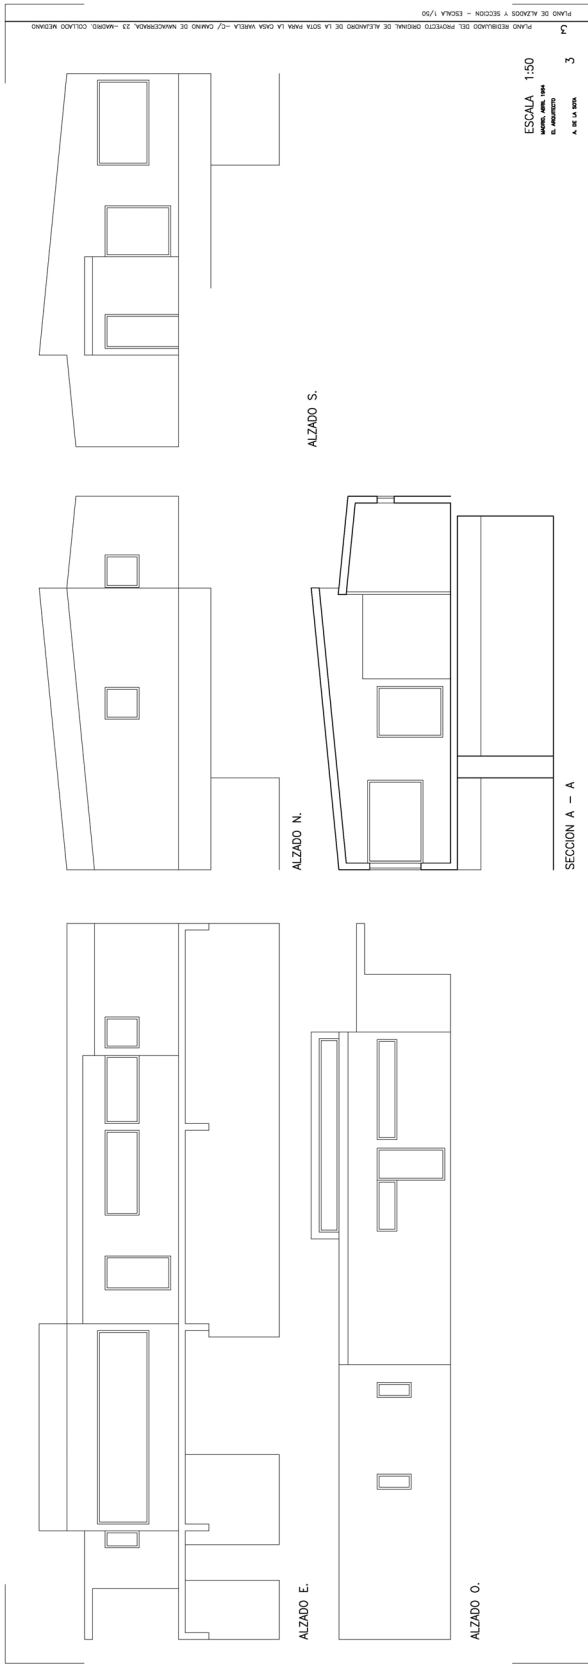 PLANO DE ALZADOS Y SECCION - ESCALA 1/50
PLANO REDIBUJADO DEL PROYECTO ORIGINAL DE ALEJANDRO DE LA SOTA PARA LA CASA VARELA -C/ CAMINO DE NAVACERRADA, 23 -MADRID. COLLADO MEDIANO
3
ESCALA 1:50
MADRID, ABRIL 1964
EL ARQUITECTO
A. DE LA SOTA
3
ALZADO S.
ALZADO N.
SECCION A - A
ALZADO E.
ALZADO O.